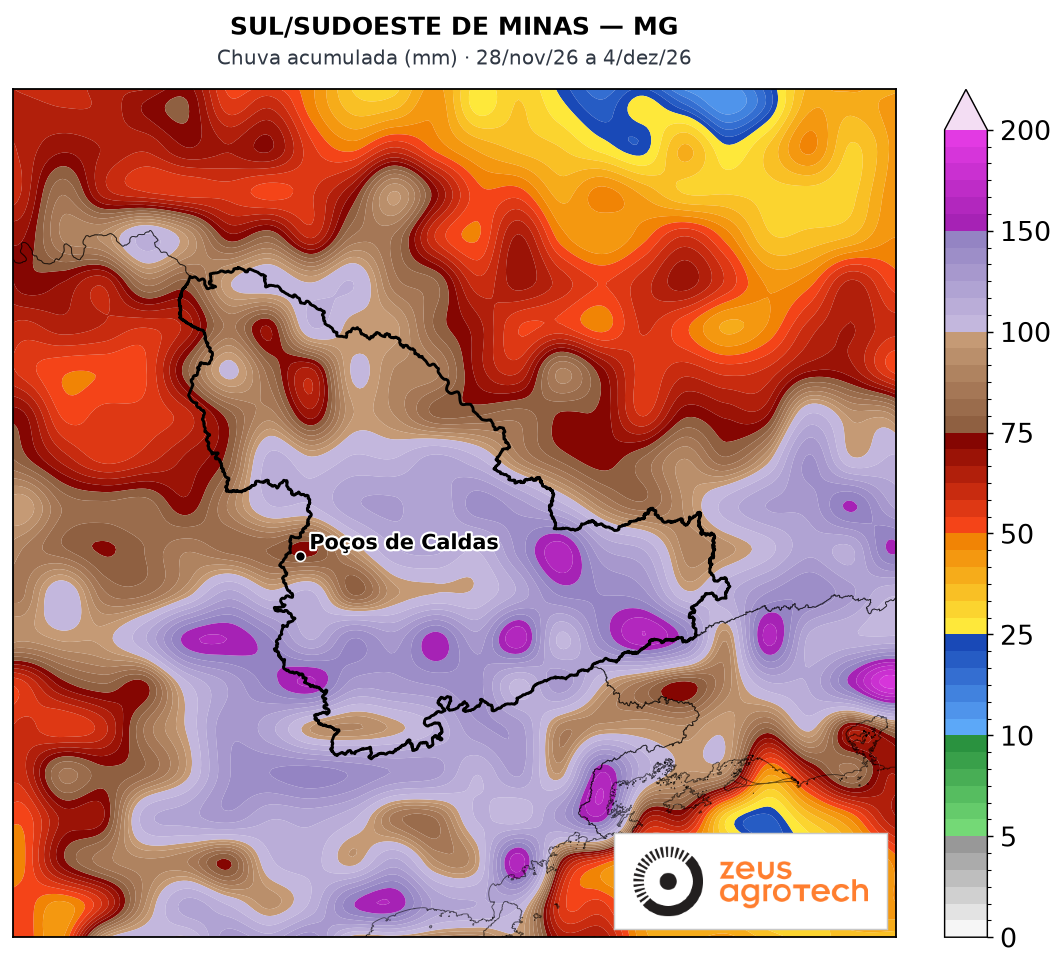 SUL/SUDOESTE DE MINAS — MG
Chuva acumulada (mm) · 28/nov/26 a 4/dez/26
200
150
100
75
50
25
10
5
0
Poços de Caldas
zeus
agrotech